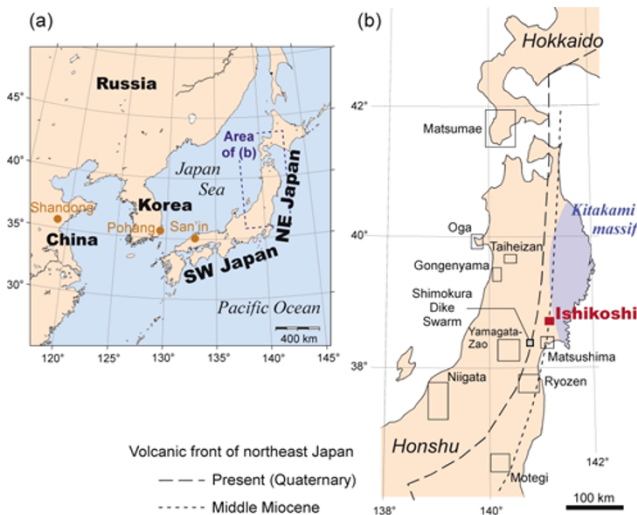 (a)
Russia
45°
40°
35°
30°
Area
of (b)
Japan
Sea
NE Japan
Shandong
Korea
Pohang
San'in
China
SW Japan
Pacific Ocean
400 km
120°
125°
130°
135°
140°
145°
(b)
Hokkaido
42°
Matsumae
Kitakami
massif
40°
Oga
Taiheizan
Gongenyama
Shimokura
Dike
Swarm
Ishikoshi
Yamagata-
Zao
Matsushima
38°
Niigata
Ryozen
Honshu
Motegi
138°
140°
142°
100 km
Volcanic front of northeast Japan
Present (Quaternary)
Middle Miocene